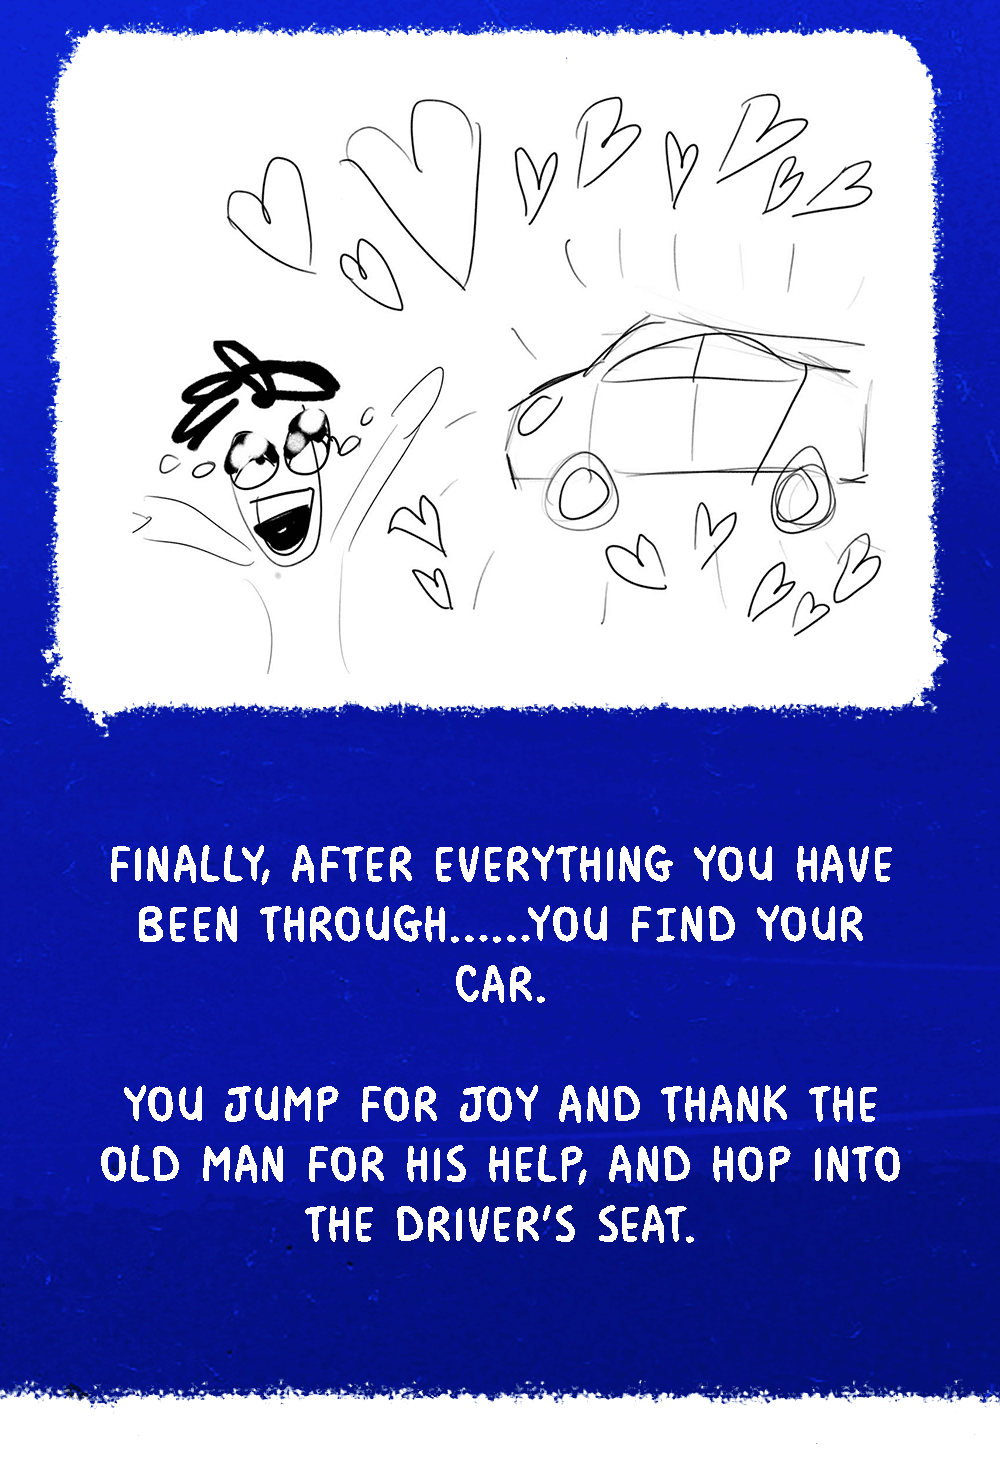 FINALLY, AFTER EVERYTHING YOU HAVE
BEEN THROUGH......YOU FIND YOUR
CAR.
YOU JUMP FOR JOY AND THANK THE
OLD MAN FOR HIS HELP, AND HOP INTO
THE DRIVER'S SEAT.